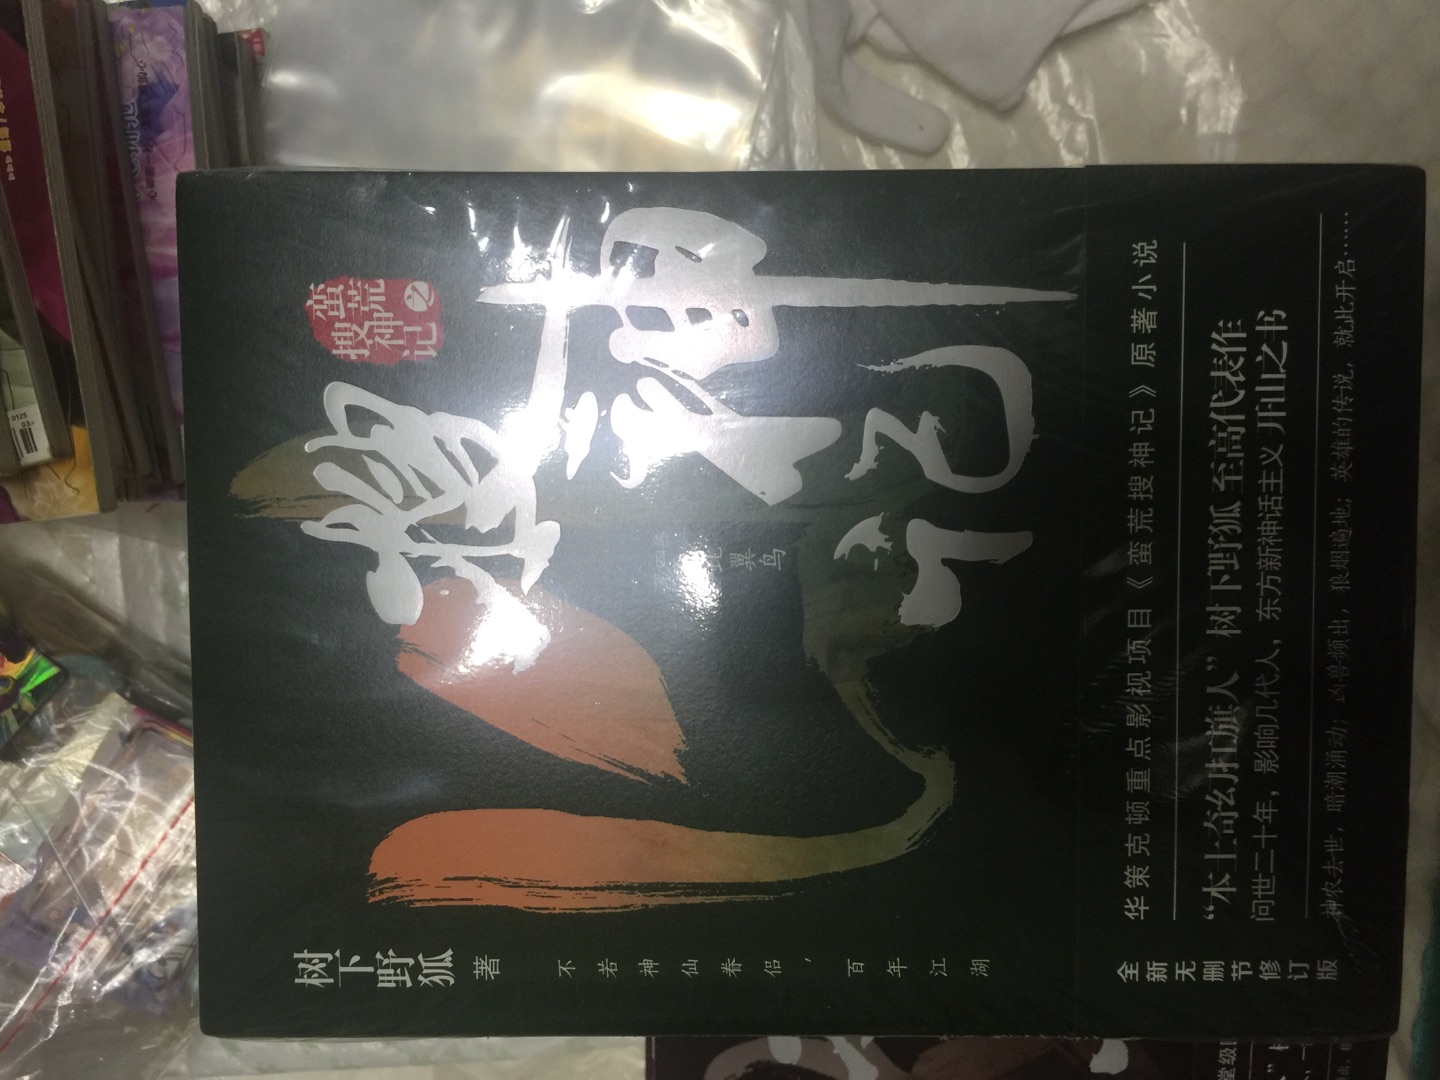 蛮荒
搜神记
之
搜神记
比翼鸟
树下野狐
著
不若神仙眷侣，百年江湖
华策克顿重点影视项目《蛮荒搜神记》原著小说
“本土奇幻扛旗人”树下野狐至高代表作
问世二十年，影响几代人，东方新神话主义开山之书
神农去世，暗潮涌动；凶兽频出，狼烟遍地；英雄的传说，就此开启……
全新无删节修订版